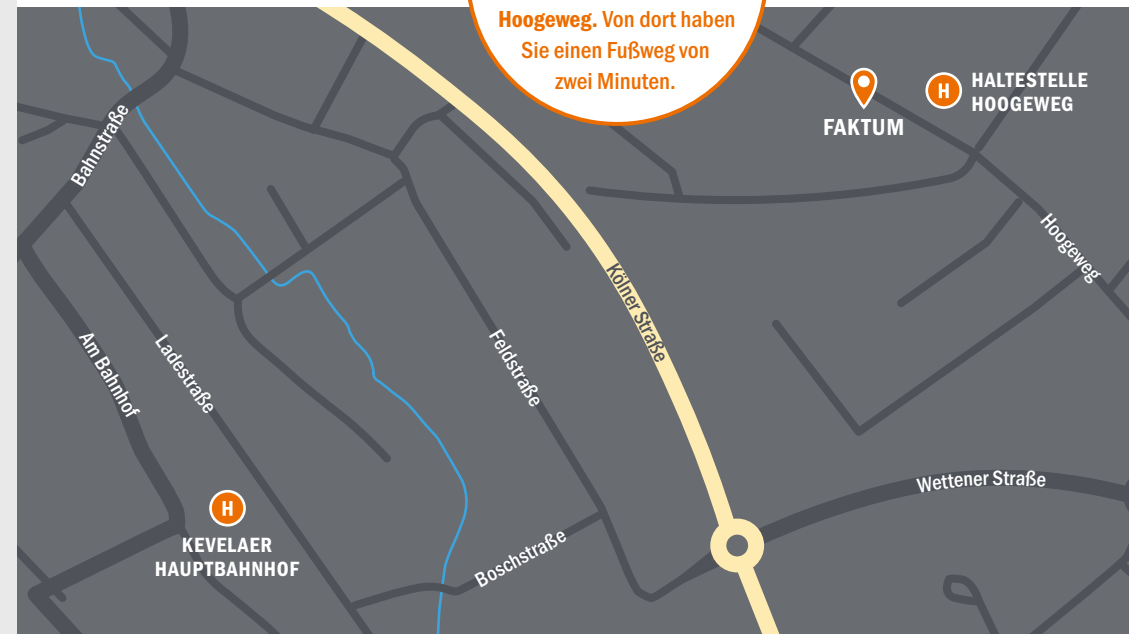 Hoogeweg. Von dort haben
Sie einen Fußweg von
zwei Minuten.
HALTESTELLE
HOOGEWEG
H
FAKTUM
Bahnstraße
Hoogeweg
Kölner Straße
Am Bahnhof
Ladestraße
Feldstraße
Wettener Straße
H
KEVELAER
HAUPTBAHNHOF
Boschstraße